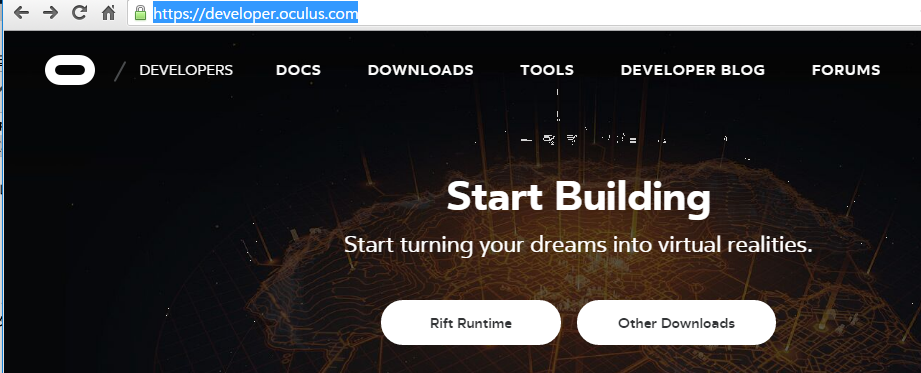 https://developer.oculus.com
DEVELOPERS DOCS DOWNLOADS TOOLS DEVELOPER BLOG FORUMS
Start Building
Start turning your dreams into virtual realities.
Rift Runtime Other Downloads